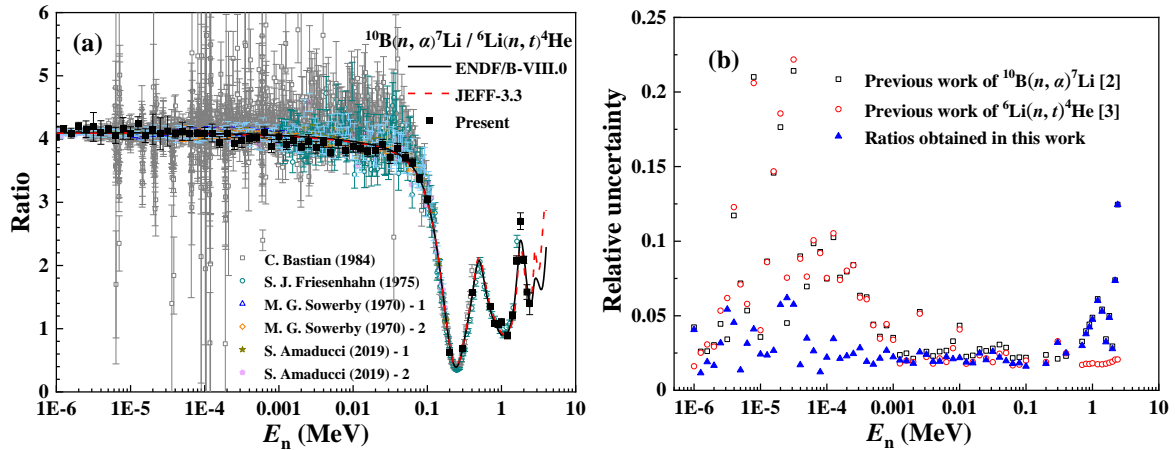 (a)
¹⁰B(n, α)⁷Li / ⁶Li(n, t)⁴He
ENDF/B-VIII.0
JEFF-3.3
Present
C. Bastian (1984)
S. J. Friesenhahn (1975)
M. G. Sowerby (1970) - 1
M. G. Sowerby (1970) - 2
S. Amaducci (2019) - 1
S. Amaducci (2019) - 2
Ratio
6
5
4
3
2
1
0
1E-6 1E-5 1E-4 0.001 0.01 0.1 1 10
Eₙ (MeV)
(b)
Previous work of ¹⁰B(n, α)⁷Li [2]
Previous work of ⁶Li(n, t)⁴He [3]
Ratios obtained in this work
Relative uncertainty
0.25
0.20
0.15
0.10
0.05
0.00
1E-6 1E-5 1E-4 0.001 0.01 0.1 1 10
Eₙ (MeV)